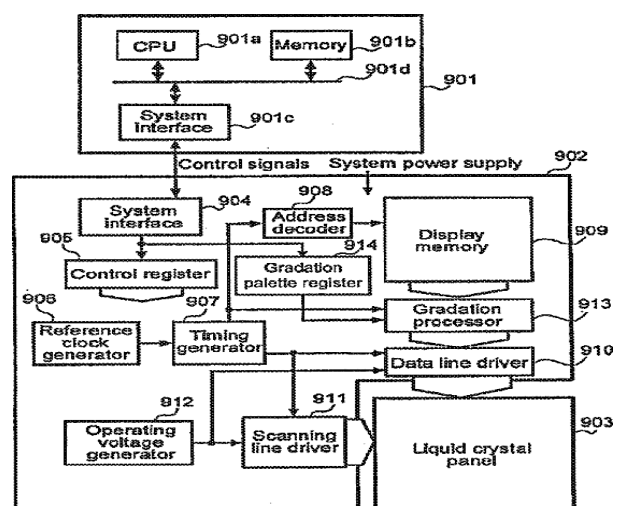 CPU
901a
Memory
901b
901d
901
System
Interface
901c
Control signals
System power supply
902
904
System
interface
908
Address
decoder
Display
memory
909
905
Control register
914
Gradation
palette register
906
Reference
clock
generator
907
Timing
generator
Gradation
processor
913
Data line driver
910
912
Operating
voltage
generator
911
Scanning
line driver
Liquid crystal
panel
903